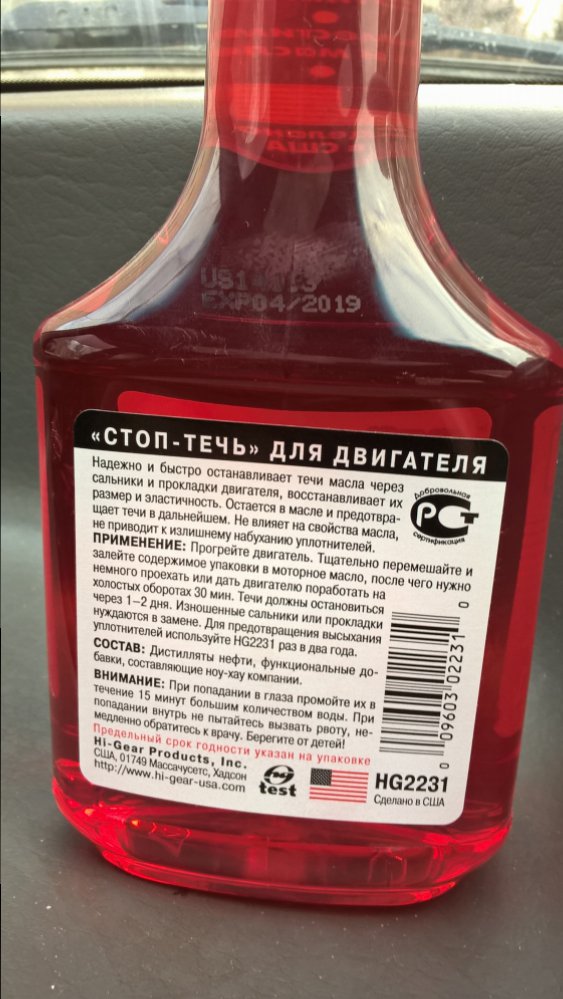 EXP04/2019
«СТОП-ТЕЧЬ» ДЛЯ ДВИГАТЕЛЯ
Надежно и быстро останавливает течи масла через
сальники и прокладки двигателя, восстанавливает их
размер и эластичность. Остается в масле и предотвра-
щает течи в дальнейшем. Не влияет на свойства масла,
не приводит к излишнему набуханию уплотнителей.
Добровольная
РСТ
сертификация
ПРИМЕНЕНИЕ: Прогрейте двигатель. Тщательно перемешайте и
залейте содержимое упаковки в моторное масло, после чего нужно
немного проехать или дать двигателю поработать на
холостых оборотах 30 мин. Течи должны остановиться
через 1–2 дня. Изношенные сальники или прокладки
нуждаются в замене. Для предотвращения высыхания
уплотнителей используйте HG2231 раз в два года.
СОСТАВ: Дистилляты нефти, функциональные до-
бавки, составляющие ноу-хау компании.
ВНИМАНИЕ: При попадании в глаза промойте их в
течение 15 минут большим количеством воды. При
попадании внутрь не пытайтесь вызвать рвоту, не-
медленно обратитесь к врачу. Берегите от детей!
Предельный срок годности указан на упаковке
Hi-Gear Products, Inc.
США, 01749 Массачусетс, Хадсон
http://www.hi-gear-usa.com
test
HG2231
Сделано в США
0 09603 02231 0